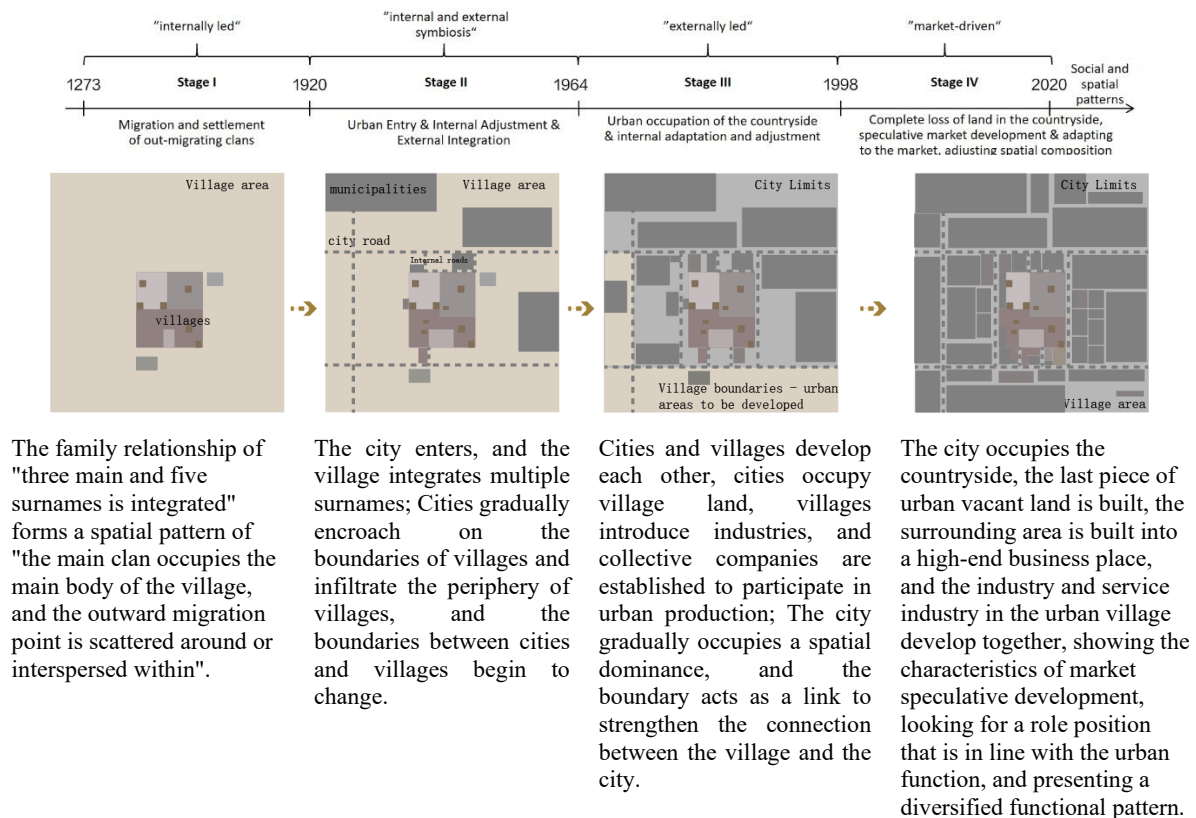 "internally led"
"internal and external
symbiosis"
"externally led"
"market-driven"
1273
Stage I
1920
Stage II
1964
Stage III
1998
Stage IV
2020
Social and
spatial
patterns
Migration and settlement
of out-migrating clans
Urban Entry & Internal Adjustment &
External Integration
Urban occupation of the countryside
& internal adaptation and adjustment
Complete loss of land in the countryside,
speculative market development & adapting
to the market, adjusting spatial composition
Village area
villages
municipalities
Village area
city road
Internal roads
City Limits
Village boundaries - urban
areas to be developed
City Limits
Village area
The family relationship of
"three main and five
surnames is integrated"
forms a spatial pattern of
"the main clan occupies the
main body of the village,
and the outward migration
point is scattered around or
interspersed within".
The city enters, and the
village integrates multiple
surnames; Cities gradually
encroach on the
boundaries of villages and
infiltrate the periphery of
villages, and the
boundaries between cities
and villages begin to
change.
Cities and villages develop
each other, cities occupy
village land, villages
introduce industries, and
collective companies are
established to participate in
urban production; The city
gradually occupies a spatial
dominance, and the
boundary acts as a link to
strengthen the connection
between the village and the
city.
The city occupies the
countryside, the last piece of
urban vacant land is built, the
surrounding area is built into
a high-end business place,
and the industry and service
industry in the urban village
develop together, showing the
characteristics of market
speculative development,
looking for a role position
that is in line with the urban
function, and presenting a
diversified functional pattern.